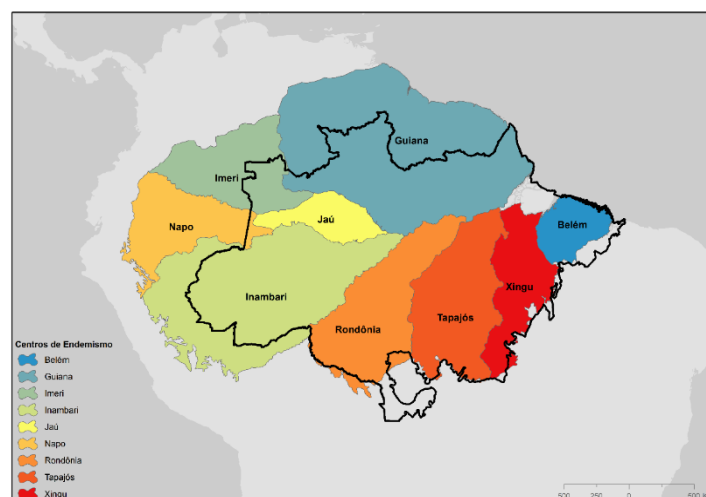 Guiana
Imeri
Napo
Jaú
Belém
Inambari
Xingu
Rondônia
Tapajós
Centros de Endemismo
Belém
Guiana
Imeri
Inambari
Jaú
Napo
Rondônia
Tapajós
Xingu
500 250 0 500